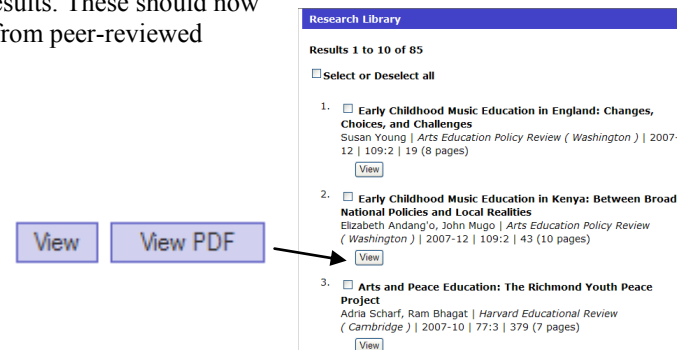 esults. These should now
from peer-reviewed
View
View PDF
Research Library
Results 1 to 10 of 85
Select or Deselect all
1. Early Childhood Music Education in England: Changes,
Choices, and Challenges
Susan Young | Arts Education Policy Review ( Washington ) | 2007-
12 | 109:2 | 19 (8 pages)
View
2. Early Childhood Music Education in Kenya: Between Broad
National Policies and Local Realities
Elizabeth Andang'o, John Mugo | Arts Education Policy Review
( Washington ) | 2007-12 | 109:2 | 43 (10 pages)
View
3. Arts and Peace Education: The Richmond Youth Peace
Project
Adria Scharf, Ram Bhagat | Harvard Educational Review
( Cambridge ) | 2007-10 | 77:3 | 379 (7 pages)
View